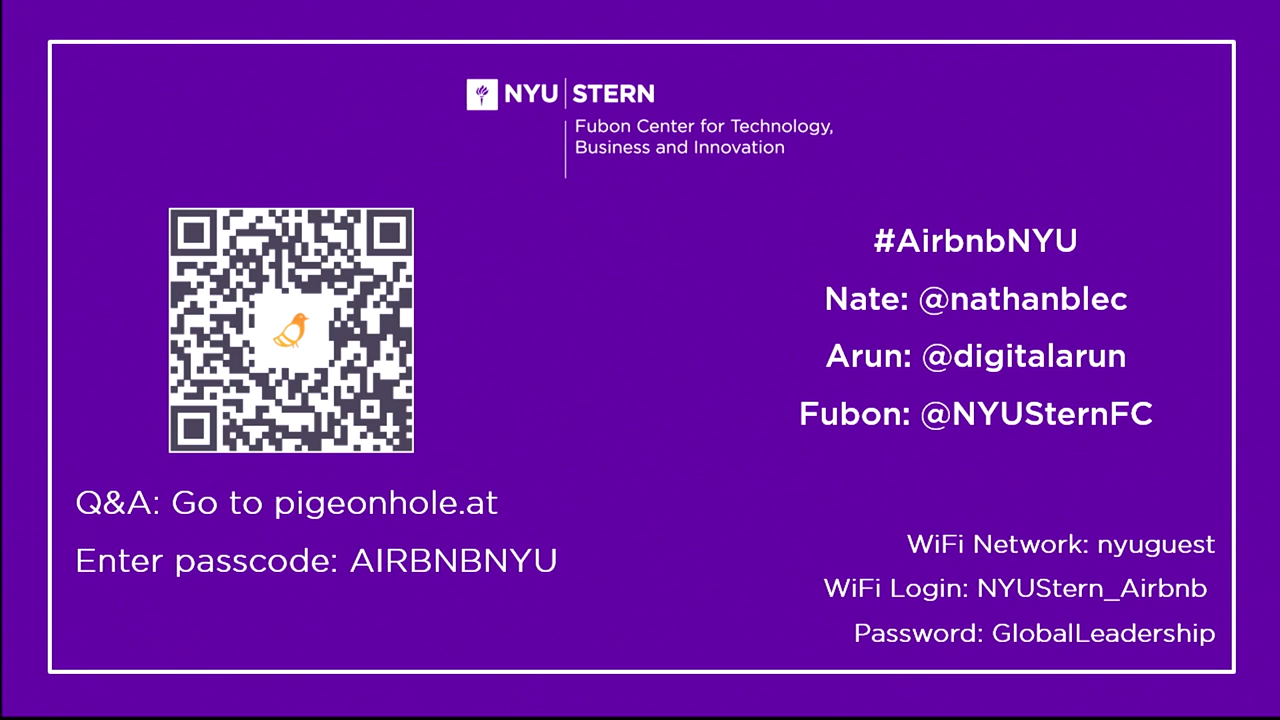 NYU STERN
Fubon Center for Technology,
Business and Innovation
#AirbnbNYU
Nate: @nathanblec
Arun: @digitalarun
Fubon: @NYUSternFC
Q&A: Go to pigeonhole.at
Enter passcode: AIRBNBNYU
WiFi Network: nyuguest
WiFi Login: NYUStern_Airbnb
Password: GlobalLeadership